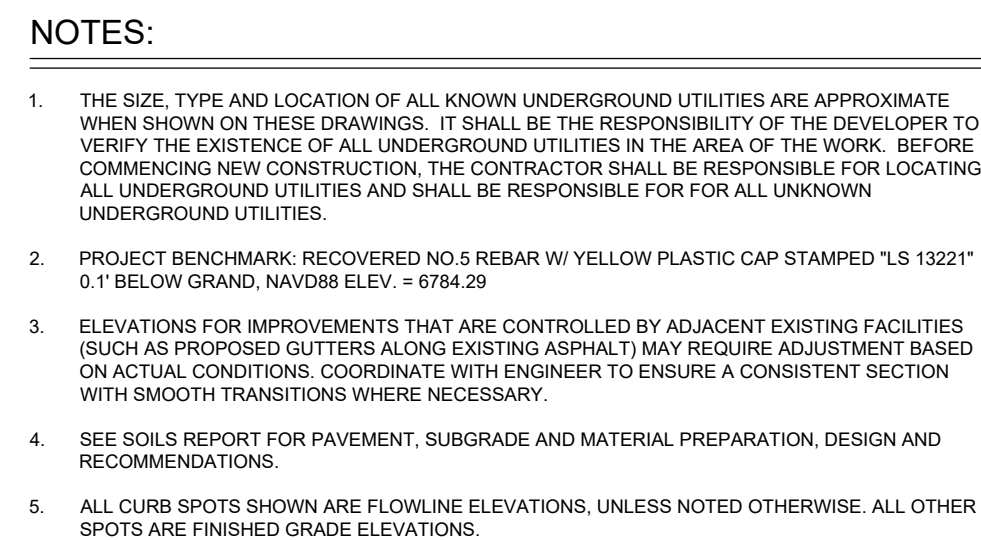 NOTES:
1. THE SIZE, TYPE AND LOCATION OF ALL KNOWN UNDERGROUND UTILITIES ARE APPROXIMATE
WHEN SHOWN ON THESE DRAWINGS. IT SHALL BE THE RESPONSIBILITY OF THE DEVELOPER TO
VERIFY THE EXISTENCE OF ALL UNDERGROUND UTILITIES IN THE AREA OF THE WORK. BEFORE
COMMENCING NEW CONSTRUCTION, THE CONTRACTOR SHALL BE RESPONSIBLE FOR LOCATING
ALL UNDERGROUND UTILITIES AND SHALL BE RESPONSIBLE FOR FOR ALL UNKNOWN
UNDERGROUND UTILITIES.
2. PROJECT BENCHMARK: RECOVERED NO.5 REBAR W/ YELLOW PLASTIC CAP STAMPED "LS 13221"
0.1' BELOW GRAND, NAVD88 ELEV. = 6784.29
3. ELEVATIONS FOR IMPROVEMENTS THAT ARE CONTROLLED BY ADJACENT EXISTING FACILITIES
(SUCH AS PROPOSED GUTTERS ALONG EXISTING ASPHALT) MAY REQUIRE ADJUSTMENT BASED
ON ACTUAL CONDITIONS. COORDINATE WITH ENGINEER TO ENSURE A CONSISTENT SECTION
WITH SMOOTH TRANSITIONS WHERE NECESSARY.
4. SEE SOILS REPORT FOR PAVEMENT, SUBGRADE AND MATERIAL PREPARATION, DESIGN AND
RECOMMENDATIONS.
5. ALL CURB SPOTS SHOWN ARE FLOWLINE ELEVATIONS, UNLESS NOTED OTHERWISE. ALL OTHER
SPOTS ARE FINISHED GRADE ELEVATIONS.